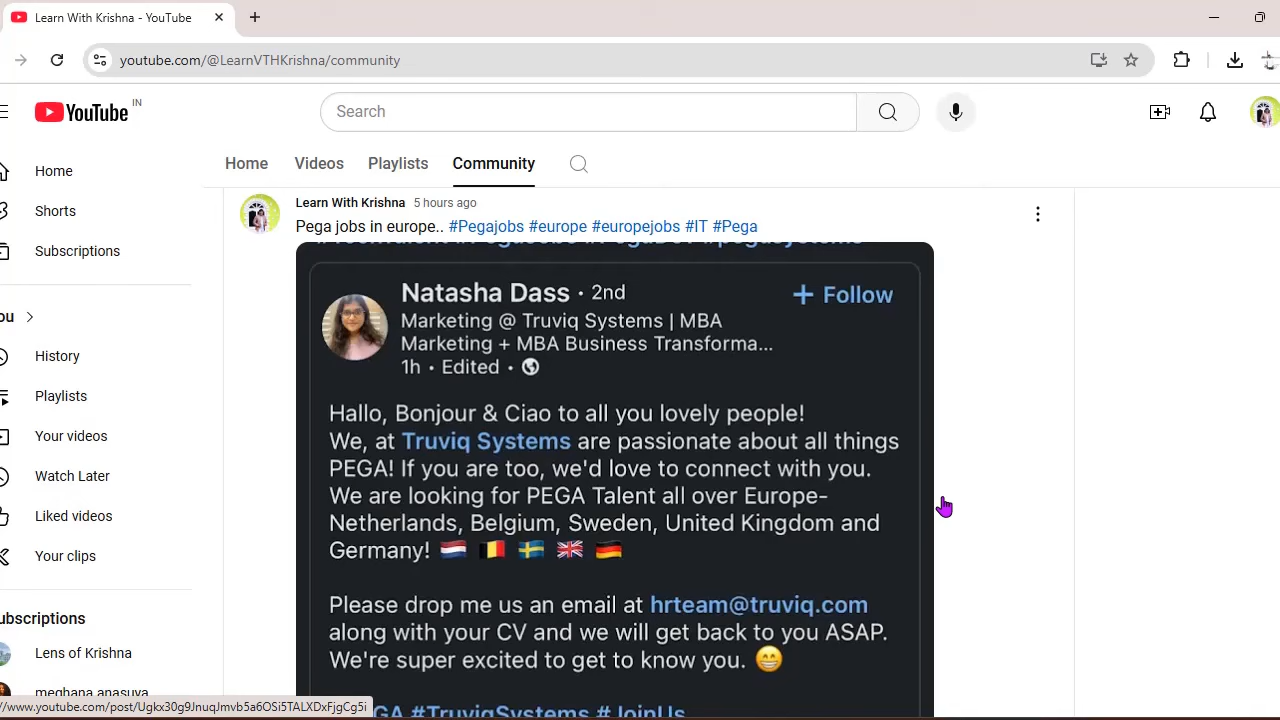 Learn With Krishna - YouTube
youtube.com/@LearnVTHKrishna/community
YouTube IN
Search
Home
Shorts
Subscriptions
ou
History
Playlists
Your videos
Watch Later
Liked videos
Your clips
ubscriptions
Lens of Krishna
meghana anasuya
Home Videos Playlists Community
Learn With Krishna 5 hours ago
Pega jobs in europe.. #Pegajobs #europe #europejobs #IT #Pega
Natasha Dass · 2nd
+ Follow
Marketing @ Truviq Systems | MBA
Marketing + MBA Business Transforma...
1h • Edited •
Hallo, Bonjour & Ciao to all you lovely people!
We, at Truviq Systems are passionate about all things
PEGA! If you are too, we'd love to connect with you.
We are looking for PEGA Talent all over Europe-
Netherlands, Belgium, Sweden, United Kingdom and
Germany! 🇳🇱 🇧🇪 🇸🇪 🇬🇧 🇩🇪
Please drop me us an email at hrteam@truviq.com
along with your CV and we will get back to you ASAP.
We're super excited to get to know you. 😁
GA #TruviqSystems #JoinUs
//www.youtube.com/post/Ugkx30g9JnuqJmvb5a6OSi5TALXDxFjgCg5i